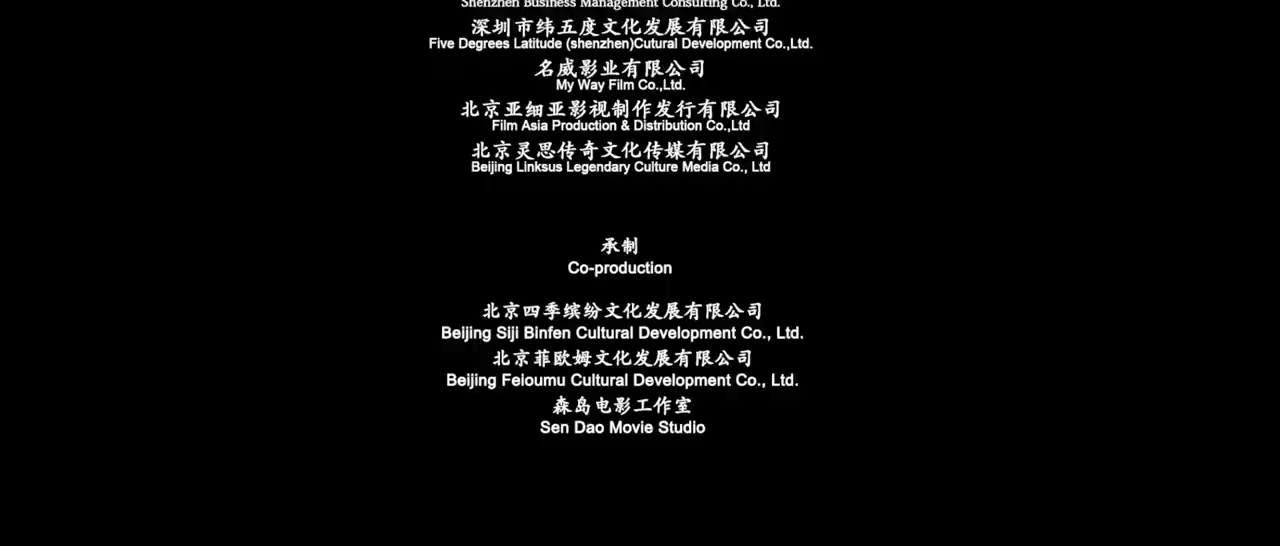 Shenzhen Business Management Consulting Co., Ltd.
深圳市纬五度文化发展有限公司
Five Degrees Latitude (shenzhen)Cutural Development Co.,Ltd.
名威影业有限公司
My Way Film Co.,Ltd.
北京亚细亚影视制作发行有限公司
Film Asia Production & Distribution Co.,Ltd
北京灵思传奇文化传媒有限公司
Beijing Linksus Legendary Culture Media Co., Ltd
承制
Co-production
北京四季缤纷文化发展有限公司
Beijing Siji Binfen Cultural Development Co., Ltd.
北京菲欧姆文化发展有限公司
Beijing Feioumu Cultural Development Co., Ltd.
森岛电影工作室
Sen Dao Movie Studio